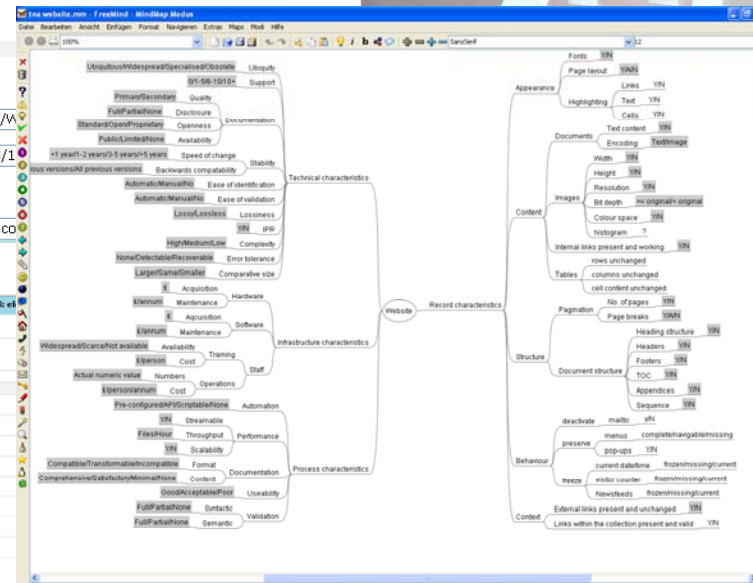 tna website.mm - FreeMind - MindMap Modus
Datei Bearbeiten Ansicht Einfügen Format Navigieren Extras Maps Modi Hilfe
100%
SansSerif
12
Ubiquitous/Widespread/Specialised/Obsolete Ubiquity
0/1-5/6-10/10+ Support
Primary/Secondary Quality
Full/Partial/None Disclosure
Documentation
Standard/Open/Proprietary Openness
Public/Limited/None Availability
<1 year/1-2 years/3-5 years/>5 years Speed of change
Stability
ious versions/All previous versions Backwards compatability
Technical characteristics
Automatic/Manual/No Ease of identification
Automatic/Manual/No Ease of validation
Lossy/Lossless Lossiness
Y/N IPR
High/Medium/Low Complexity
None/Detectable/Recoverable Error tolerance
Larger/Same/Smaller Comparative size
£ Acquisition
Hardware
£/annum Maintenance
£ Aqcuisition
Software
£/annum Maintenance
Infrastructure characteristics
Widespread/Scarce/Not available Availability
Training
£/person Cost
Staff
Actual numeric value Numbers
Operations
£/person/annum Cost
Pre-configured/API/Scriptable/None Automation
Y/N Streamable
Files/Hour Throughput Performance
Y/N Scalability
Process characteristics
Compatible/Transformable/Incompatible Format
Documentation
Comprehensive/Satisfactory/Minimal/None Content
Good/Acceptable/Poor Useability
Full/Partial/None Syntactic
Validation
Full/Partial/None Semantic
Website
Record characteristics
Appearance
Fonts Y/N
Page layout Y/A/N
Highlighting
Links Y/N
Text Y/N
Cells Y/N
Content
Documents
Text content Y/N
Encoding Text/Image
Images
Width Y/N
Height Y/N
Resolution Y/N
Bit depth >= original/< original
Colour space Y/N
histogram ?
Internal links present and working Y/N
Tables
rows unchanged
columns unchanged
cell content unchanged
Structure
Pagination
No. of pages Y/N
Page breaks Y/A/N
Document structure
Heading structure Y/N
Headers Y/N
Footers Y/N
TOC Y/N
Appendices Y/N
Sequence Y/N
Behaviour
deactivate mailto: y/N
preserve
menus complete/navigable/missing
pop-ups Y/N
freeze
current date/time frozen/missing/current
visitor counter frozen/missing/current
Newsfeeds frozen/missing/current
Context
External links present and unchanged Y/N
Links within the collection present and valid Y/N